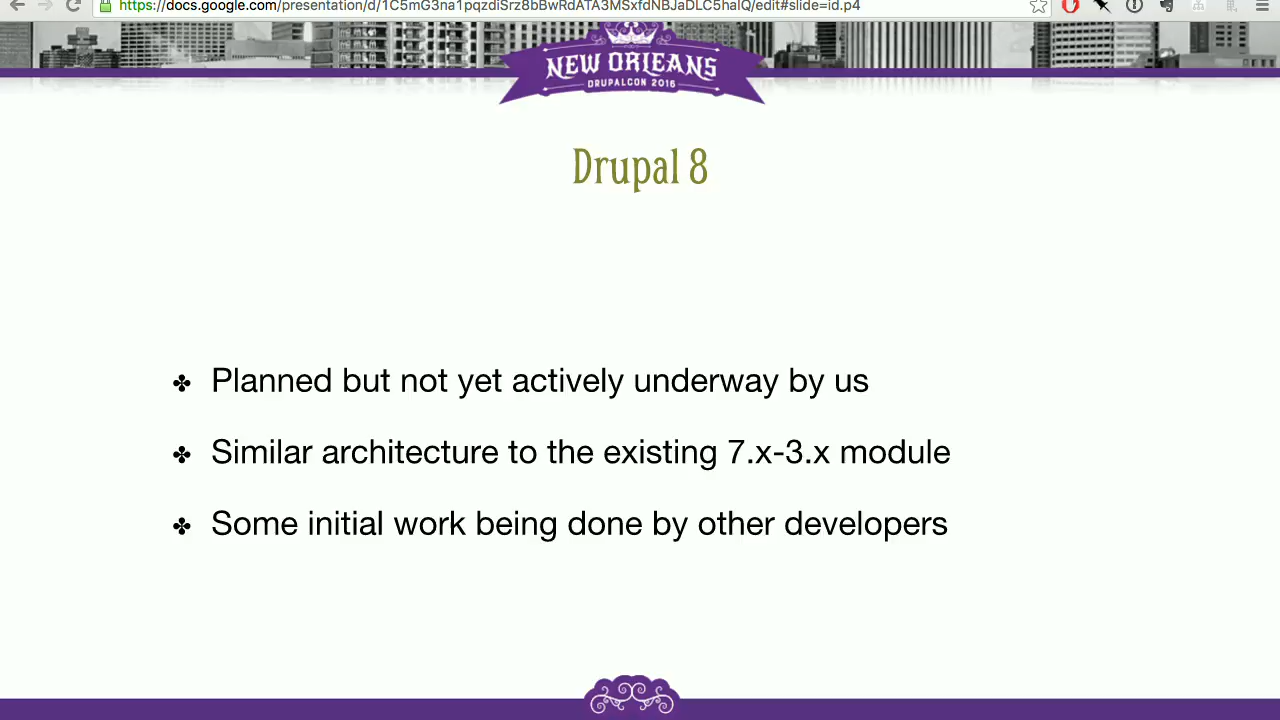 https://docs.google.com/presentation/d/1C5mG3na1pqzdiSrz8bBwRdATA3MSxfdNBJaDLC5halQ/edit#slide=id.p4
NEW ORLEANS
DRUPALCON 2016
Drupal 8
Planned but not yet actively underway by us
Similar architecture to the existing 7.x-3.x module
Some initial work being done by other developers